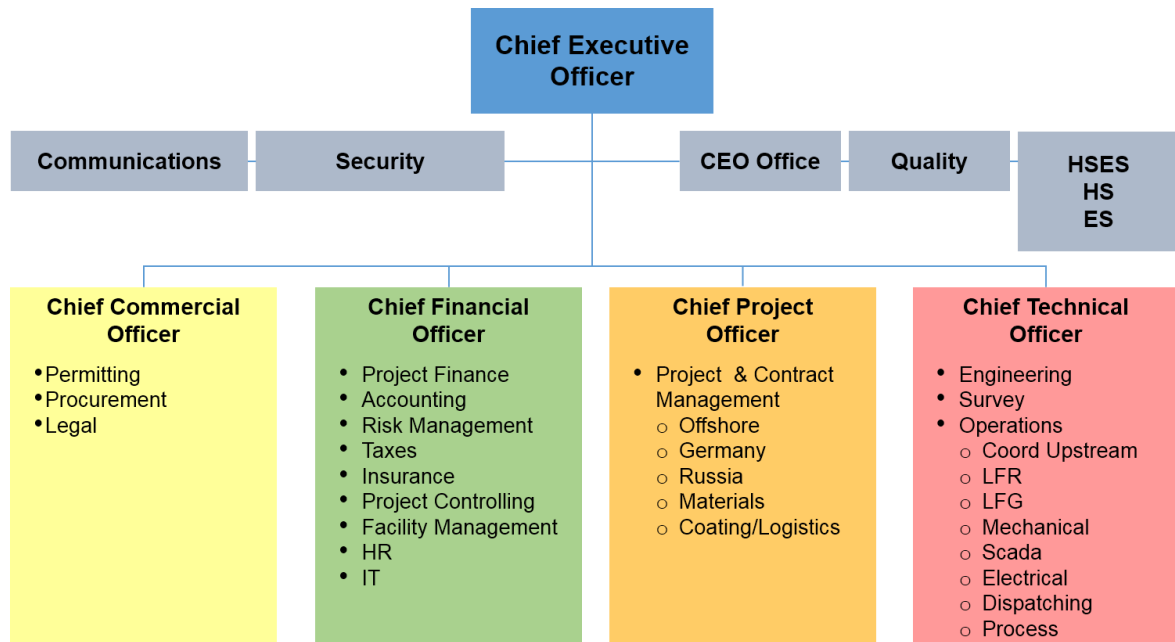 Chief Executive
Officer
Communications
Security
CEO Office
Quality
HSES
HS
ES
Chief Commercial
Officer
•Permitting
•Procurement
•Legal
Chief Financial
Officer
• Project Finance
• Accounting
• Risk Management
• Taxes
• Insurance
• Project Controlling
• Facility Management
• HR
• IT
Chief Project
Officer
• Project & Contract
Management
o Offshore
o Germany
o Russia
o Materials
o Coating/Logistics
Chief Technical
Officer
• Engineering
• Survey
• Operations
o Coord Upstream
o LFR
o LFG
o Mechanical
o Scada
o Electrical
o Dispatching
o Process